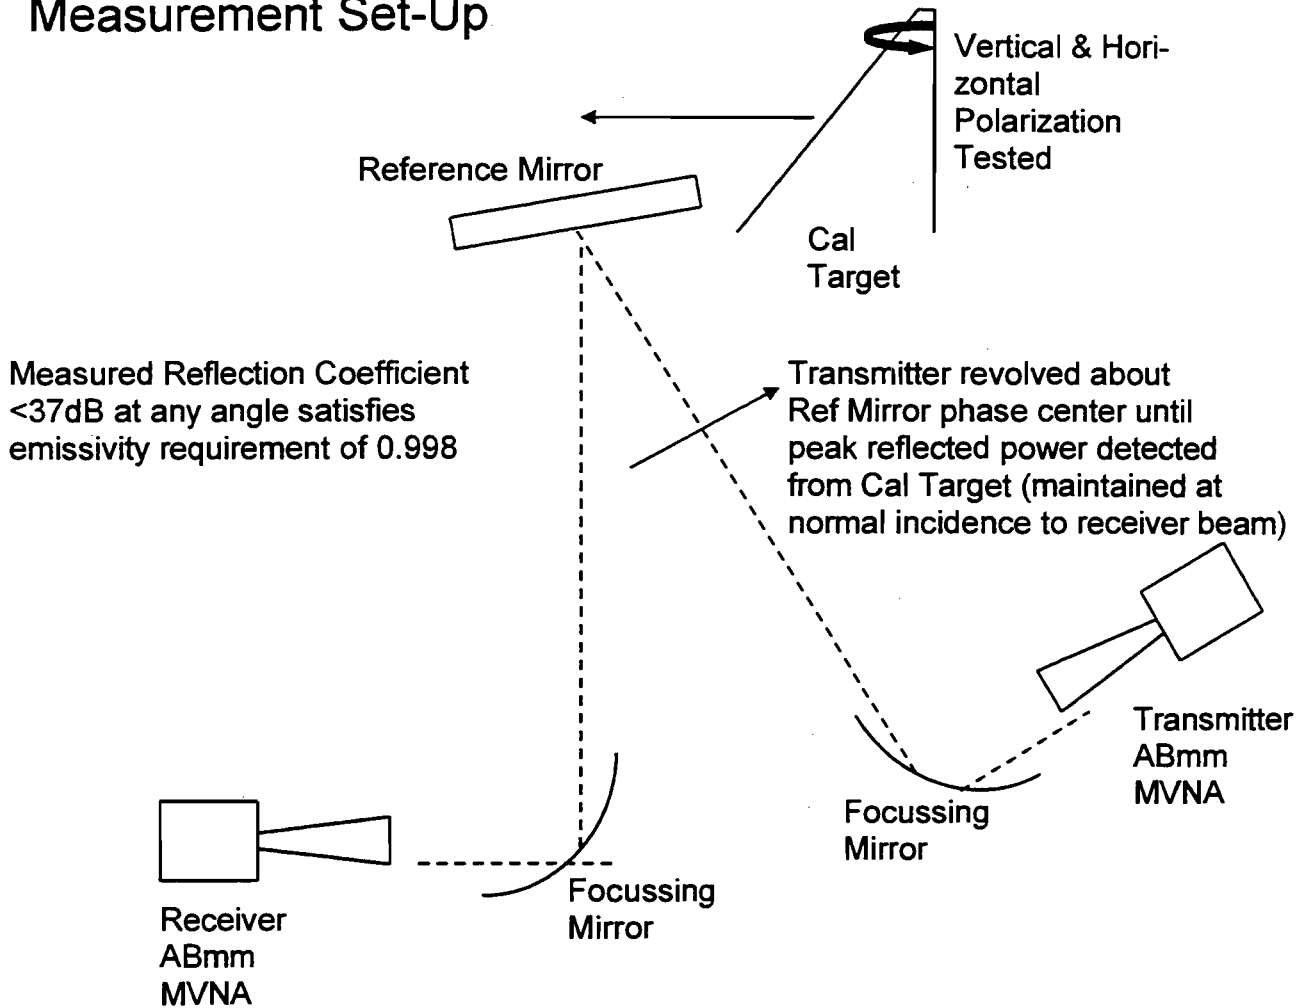 Measurement Set-Up
Vertical & Hori-
zontal
Polarization
Tested
Reference Mirror
Cal
Target
Measured Reflection Coefficient
<37dB at any angle satisfies
emissivity requirement of 0.998
Transmitter revolved about
Ref Mirror phase center until
peak reflected power detected
from Cal Target (maintained at
normal incidence to receiver beam)
Transmitter
ABmm
MVNA
Focussing
Mirror
Focussing
Mirror
Receiver
ABmm
MVNA